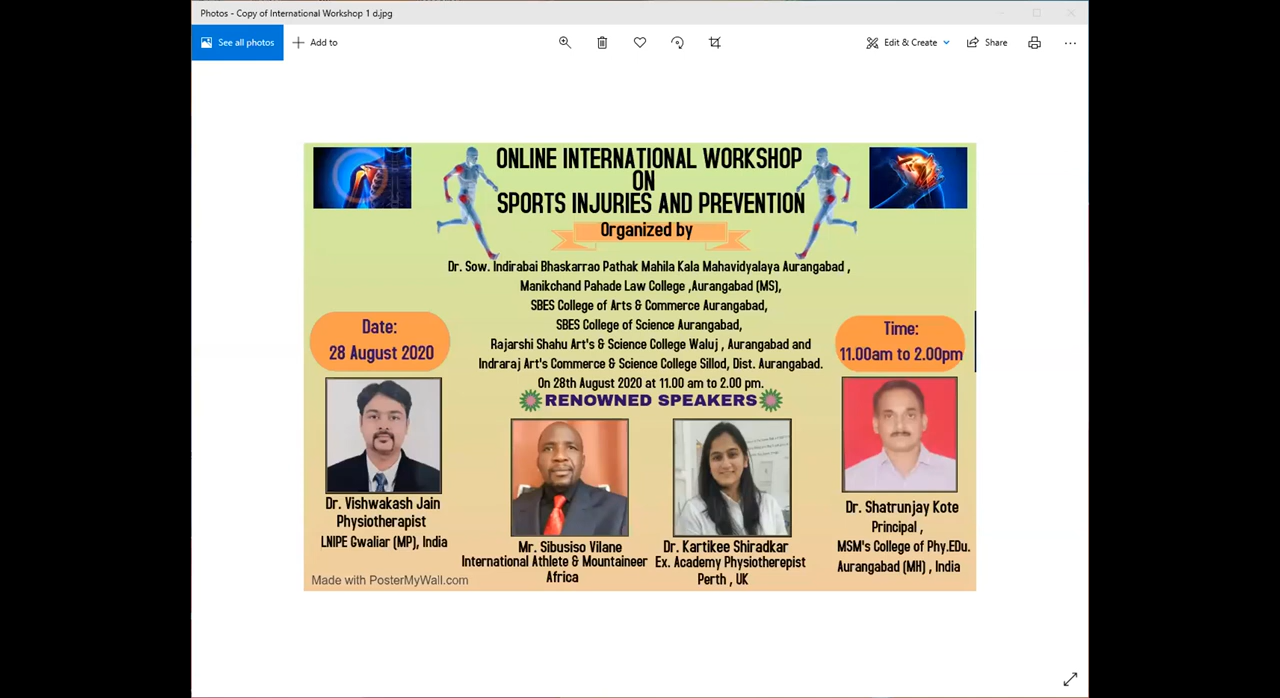 Photos - Copy of International Workshop 1 d.jpg
See all photos
Add to
Edit & Create
Share
ONLINE INTERNATIONAL WORKSHOP
ON
SPORTS INJURIES AND PREVENTION
Organized by
Dr. Sow. Indirabai Bhaskarrao Pathak Mahila Kala Mahavidyalaya Aurangabad ,
Manikchand Pahade Law College ,Aurangabad (MS),
SBES College of Arts & Commerce Aurangabad,
SBES College of Science Aurangabad,
Rajarshi Shahu Art's & Science College Waluj , Aurangabad and
Indraraj Art's Commerce & Science College Sillod, Dist. Aurangabad.
On 28th August 2020 at 11.00 am to 2.00 pm.
Date:
28 August 2020
Time:
11.00am to 2.00pm
RENOWNED SPEAKERS
Dr. Vishwakash Jain
Physiotherapist
LNIPE Gwaliar (MP), India
Mr. Sibusiso Vilane
International Athlete & Mountaineer
Africa
Dr. Kartikee Shiradkar
Ex. Academy Physiotherepist
Perth , UK
Dr. Shatrunjay Kote
Principal ,
MSM's College of Phy.EDu.
Aurangabad (MH) , India
Made with PosterMyWall.com